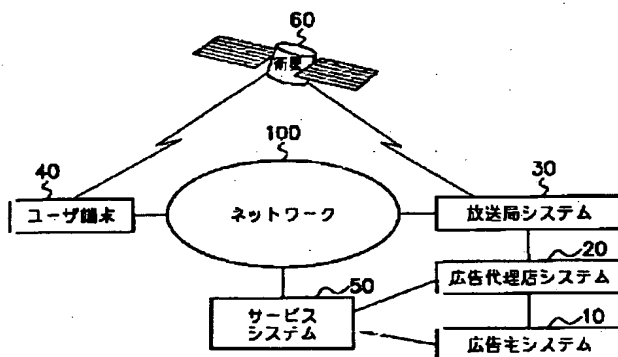 60
衛星
100
40
30
ユーザ端末
ネットワーク
放送局システム
20
50
広告代理店システム
サービス
システム
10
広告主システム